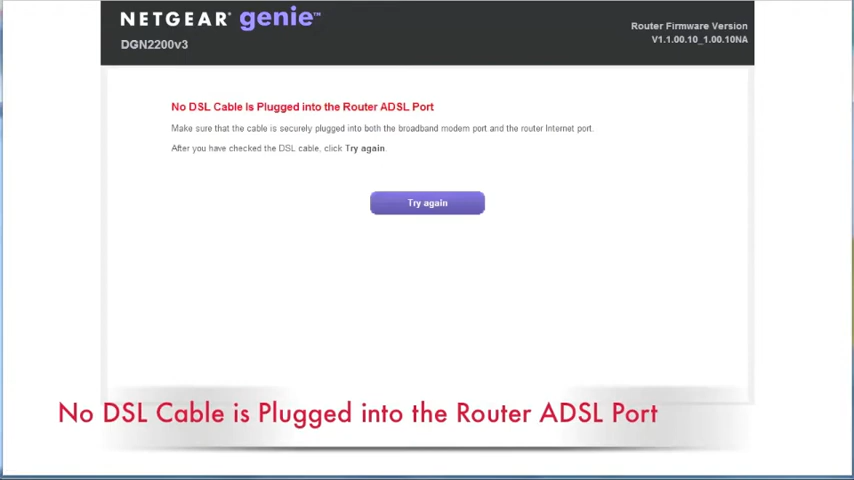 NETGEAR® genie™
DGN2200v3
Router Firmware Version
V1.1.00.10_1.00.10NA
No DSL Cable Is Plugged into the Router ADSL Port
Make sure that the cable is securely plugged into both the broadband modem port and the router Internet port.
After you have checked the DSL cable, click Try again.
Try again
No DSL Cable is Plugged into the Router ADSL Port